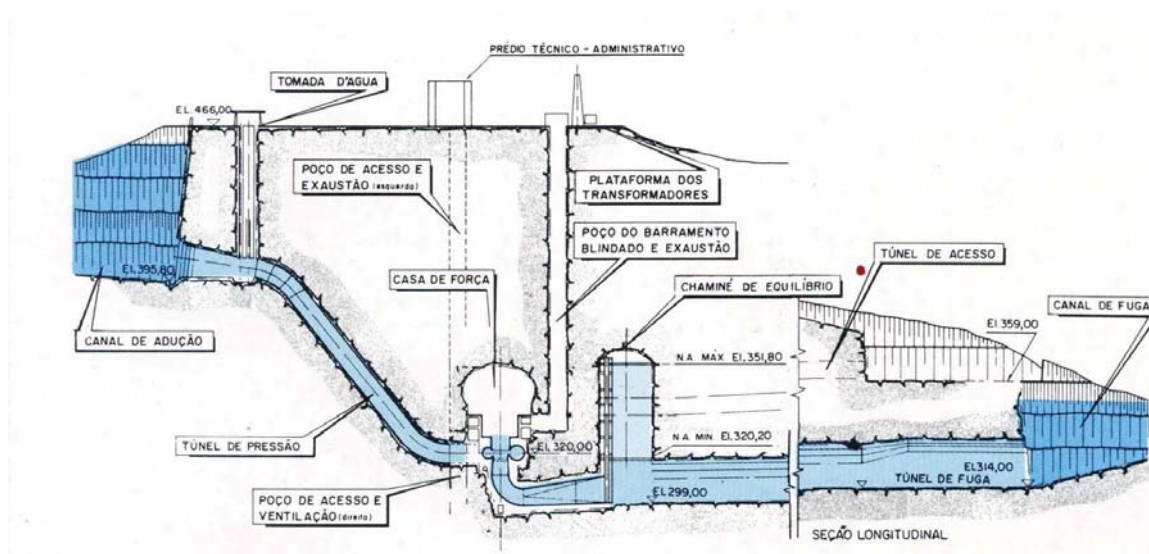 PRÉDIO TÉCNICO - ADMINISTRATIVO
TOMADA D'AGUA
EL. 466,00
POÇO DE ACESSO E
EXAUSTÃO (esquerdo)
PLATAFORMA DOS
TRANSFORMADORES
POÇO DO BARRAMENTO
BLINDADO E EXAUSTÃO
TÚNEL DE ACESSO
EL.395,80
CASA DE FORÇA
CHAMINÉ DE EQUILÍBRIO
CANAL DE FUGA
CANAL DE ADUÇÃO
El.359,00
N.A. MÁX El.351,80
TÚNEL DE PRESSÃO
El.320,00
N.A. MIN El.320,20
El.314,00
TÚNEL DE FUGA
POÇO DE ACESSO E
VENTILAÇÃO (direito)
El.299,00
SEÇÃO LONGITUDINAL